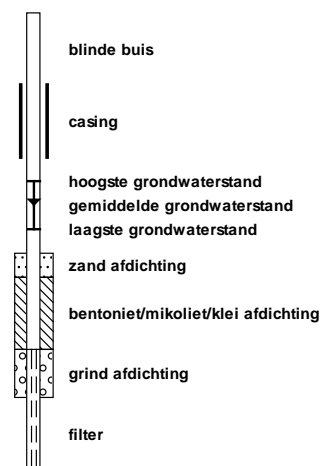 blinde buis
casing
hoogste grondwaterstand
gemiddelde grondwaterstand
laagste grondwaterstand
zand afdichting
bentoniet/mikoliet/klei afdichting
grind afdichting
filter